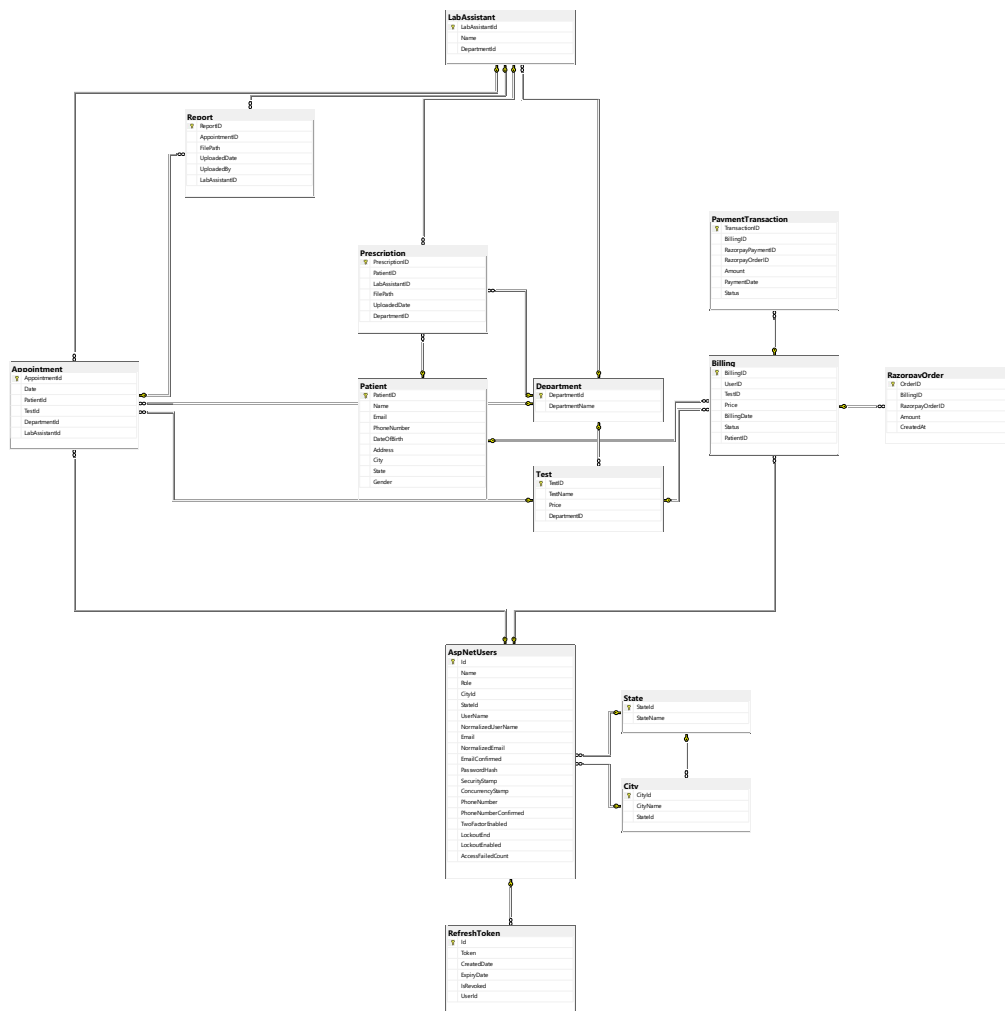 LabAssistant
LabAssistantId
Name
DepartmentId
Report
ReportID
AppointmentID
FilePath
UploadedDate
UploadedBy
LabAssistantID
PaymentTransaction
TransactionID
BillingID
RazorpayPaymentID
RazorpayOrderID
Amount
PaymentDate
Status
Prescription
PrescriptionID
PatientID
LabAssistantID
FilePath
UploadedDate
DepartmentID
Appointment
AppointmentId
Date
PatientId
TestId
DepartmentId
LabAssistantId
Patient
PatientID
Name
Email
PhoneNumber
DateOfBirth
Address
City
State
Gender
Department
DepartmentId
DepartmentName
Billing
BillingID
UserID
TestID
Price
BillingDate
Status
PatientID
RazorpayOrder
OrderID
BillingID
RazorpayOrderID
Amount
CreatedAt
Test
TestID
TestName
Price
DepartmentID
AspNetUsers
Id
Name
Role
CityId
StateId
UserName
NormalizedUserName
Email
NormalizedEmail
EmailConfirmed
PasswordHash
SecurityStamp
ConcurrencyStamp
PhoneNumber
PhoneNumberConfirmed
TwoFactorEnabled
LockoutEnd
LockoutEnabled
AccessFailedCount
State
StateId
StateName
City
CityId
CityName
StateId
RefreshToken
Id
Token
CreatedDate
ExpiryDate
IsRevoked
UserId